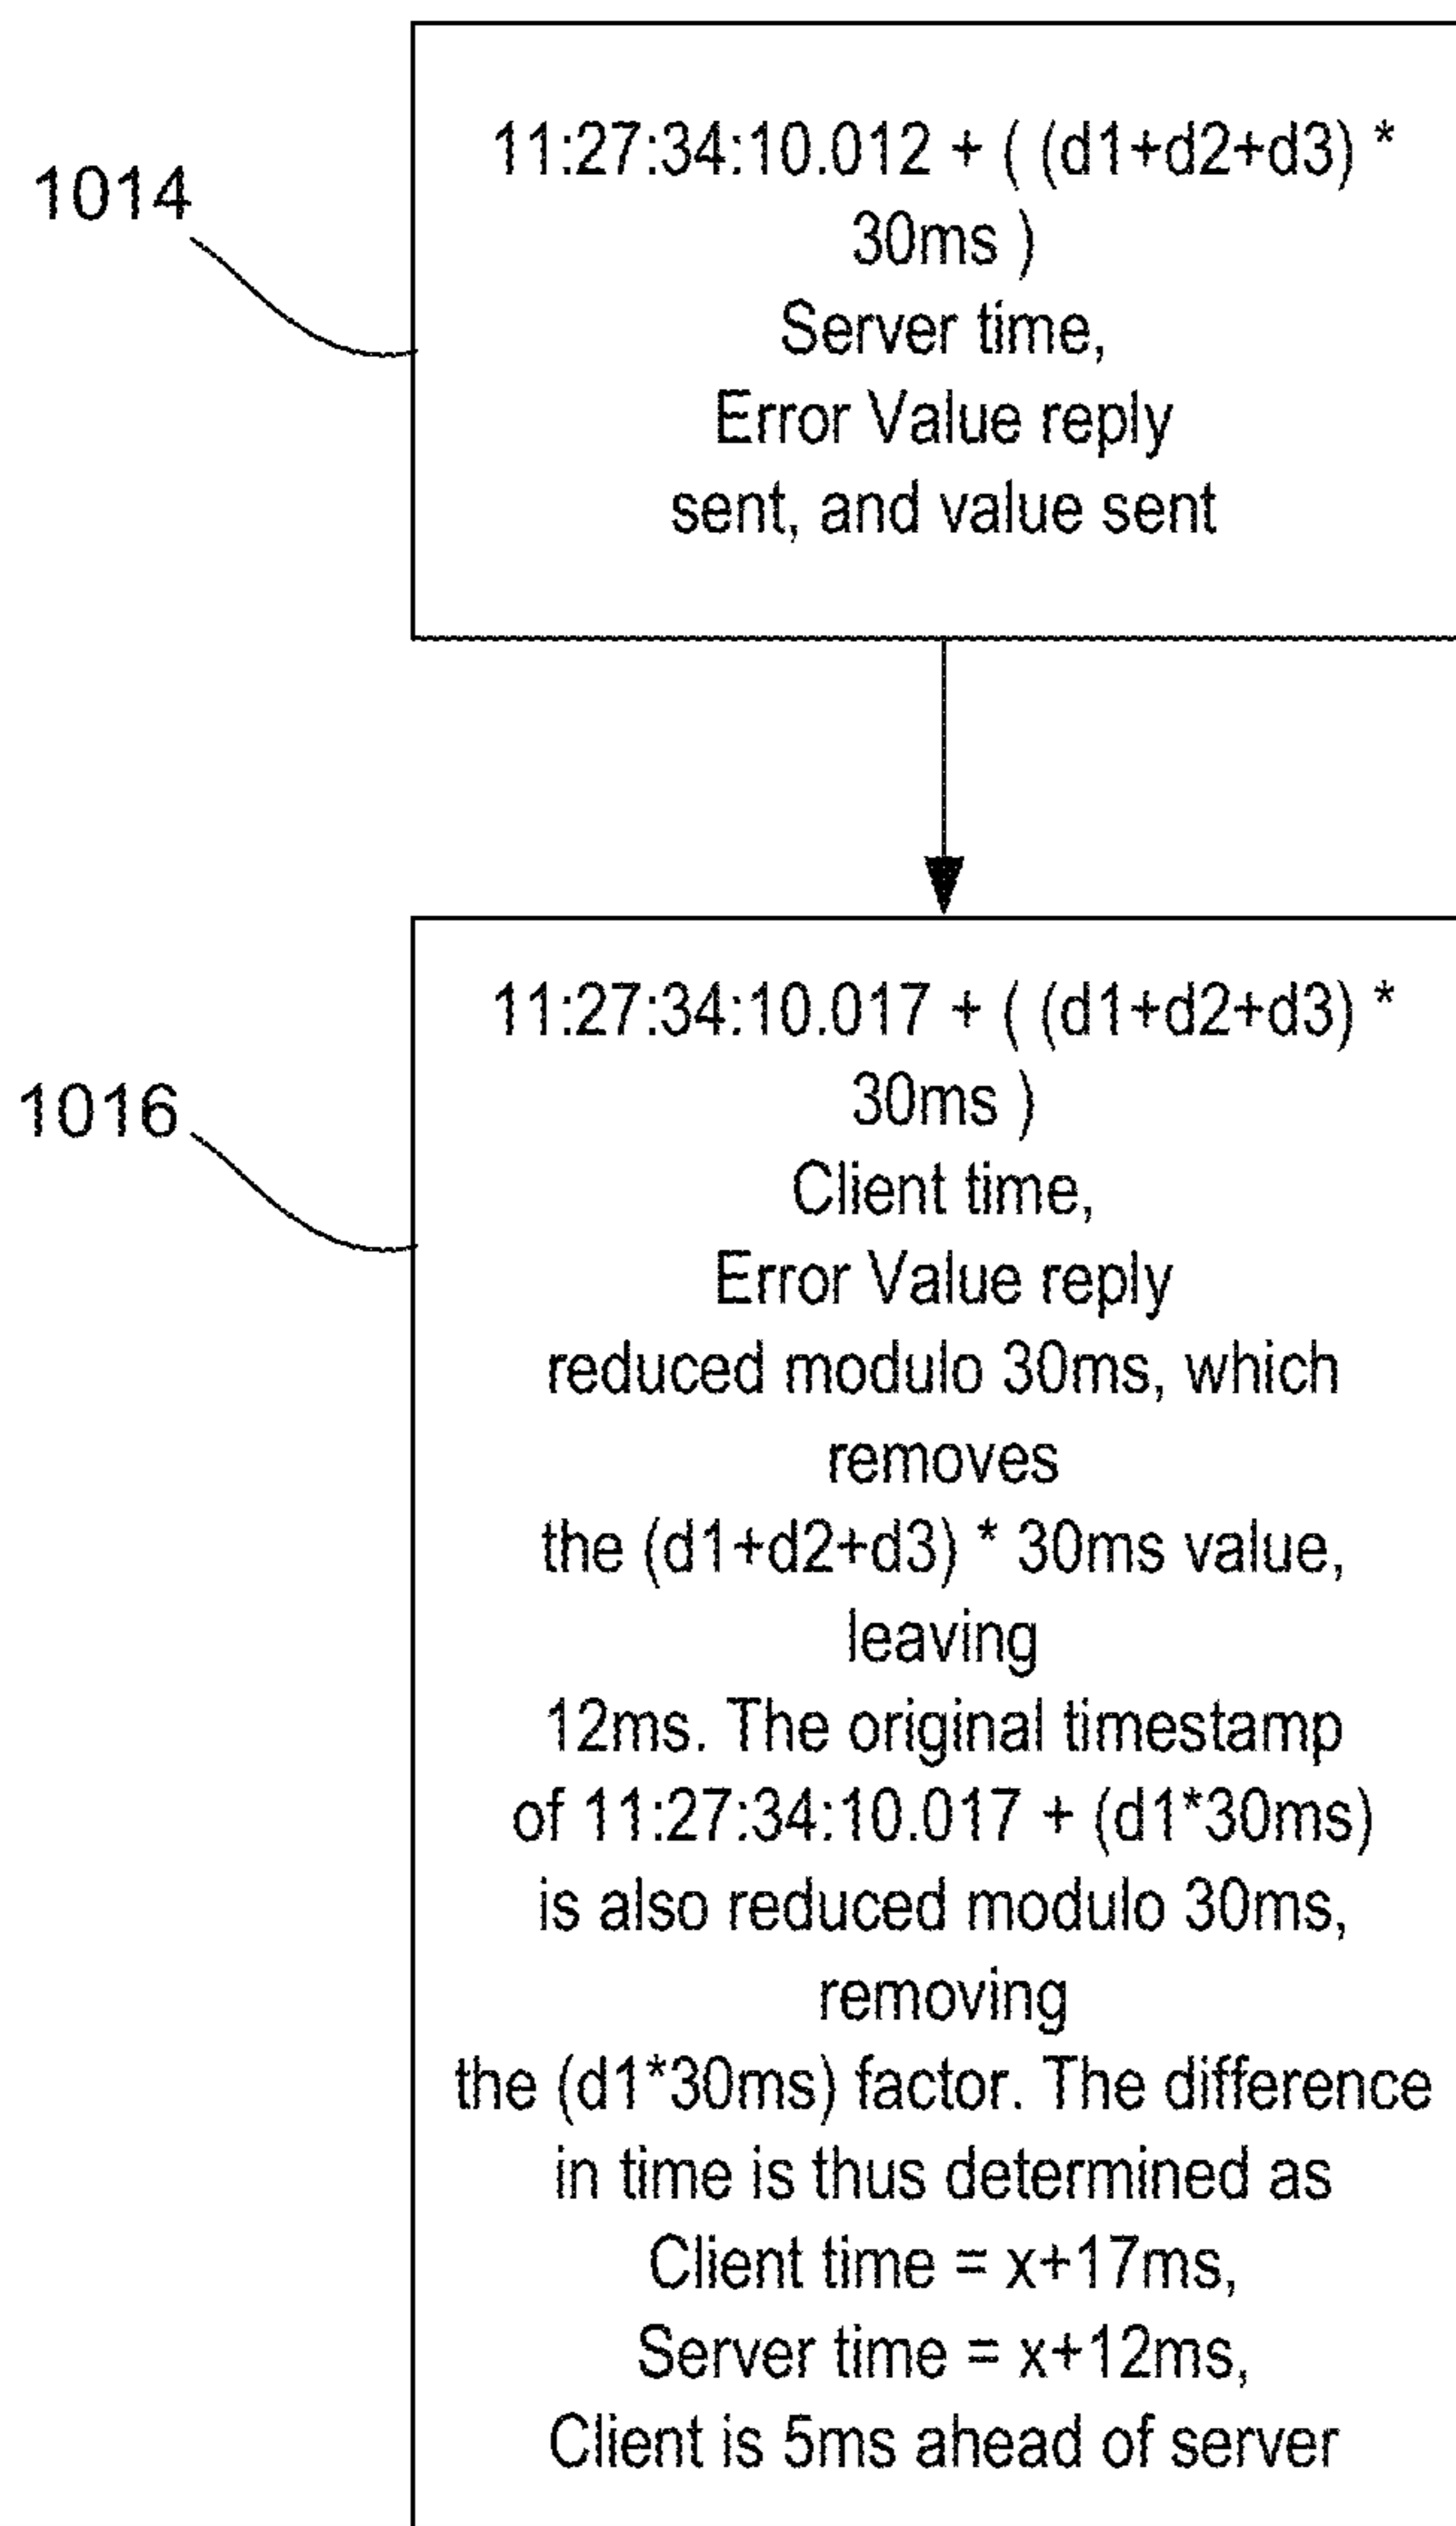 11:27:34:10.012 + ( (d1+d2+d3) *
30ms )
Server time,
Error Value reply
sent, and value sent
1014
11:27:34:10.017 + ( (d1+d2+d3) *
30ms )
Client time,
Error Value reply
reduced modulo 30ms, which
removes
the (d1+d2+d3) * 30ms value,
leaving
12ms. The original timestamp
of 11:27:34:10.017 + (d1*30ms)
is also reduced modulo 30ms,
removing
the (d1*30ms) factor. The difference
in time is thus determined as
Client time = x+17ms,
Server time = x+12ms,
Client is 5ms ahead of server
1016